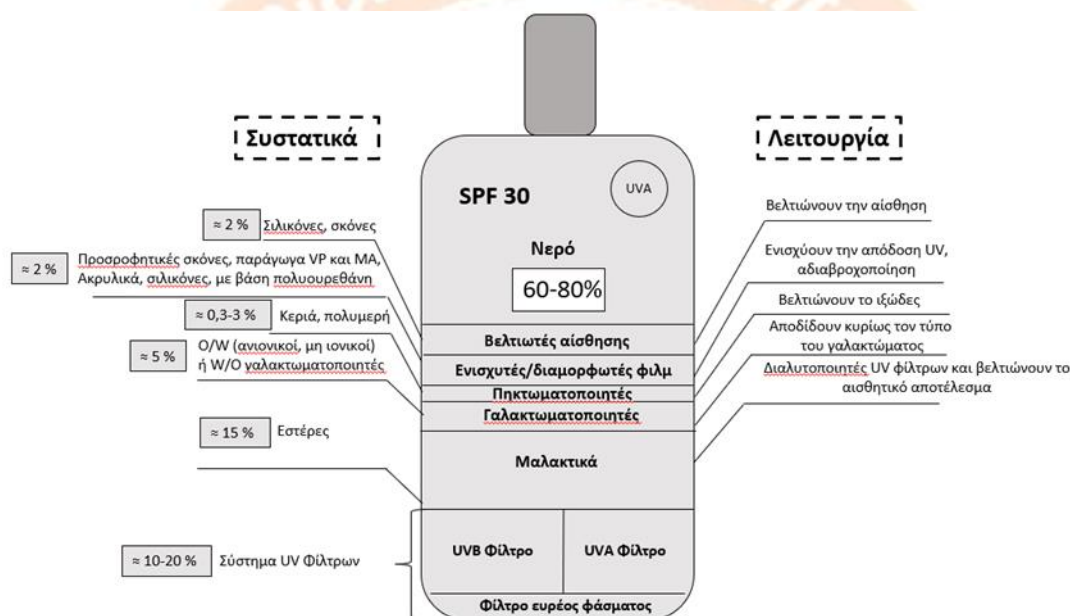 Συστατικά
≈ 2 %
Σιλικόνες, σκόνες
≈ 2 %
Προσροφητικές σκόνες, παράγωγα VP και MA,
Ακρυλικά, σιλικόνες, με βάση πολυουρεθάνη
≈ 0,3-3 %
Κεριά, πολυμερή
≈ 5 %
O/W (ανιονικοί, μη ιονικοί)
ή W/O γαλακτωματοποιητές
≈ 15 %
Εστέρες
≈ 10-20 %
Σύστημα UV Φίλτρων
SPF 30
UVA
Νερό
60-80%
Βελτιωτές αίσθησης
Ενισχυτές/διαμορφωτές φιλμ
Πηκτωματοποιητές
Γαλακτωματοποιητές
Μαλακτικά
UVB Φίλτρο
UVA Φίλτρο
Φίλτρο ευρέος φάσματος
Λειτουργία
Βελτιώνουν την αίσθηση
Ενισχύουν την απόδοση UV,
αδιαβροχοποίηση
Βελτιώνουν το ιξώδες
Αποδίδουν κυρίως τον τύπο
του γαλακτώματος
Διαλυτοποιητές UV φίλτρων και βελτιώνουν το
αισθητικό αποτέλεσμα